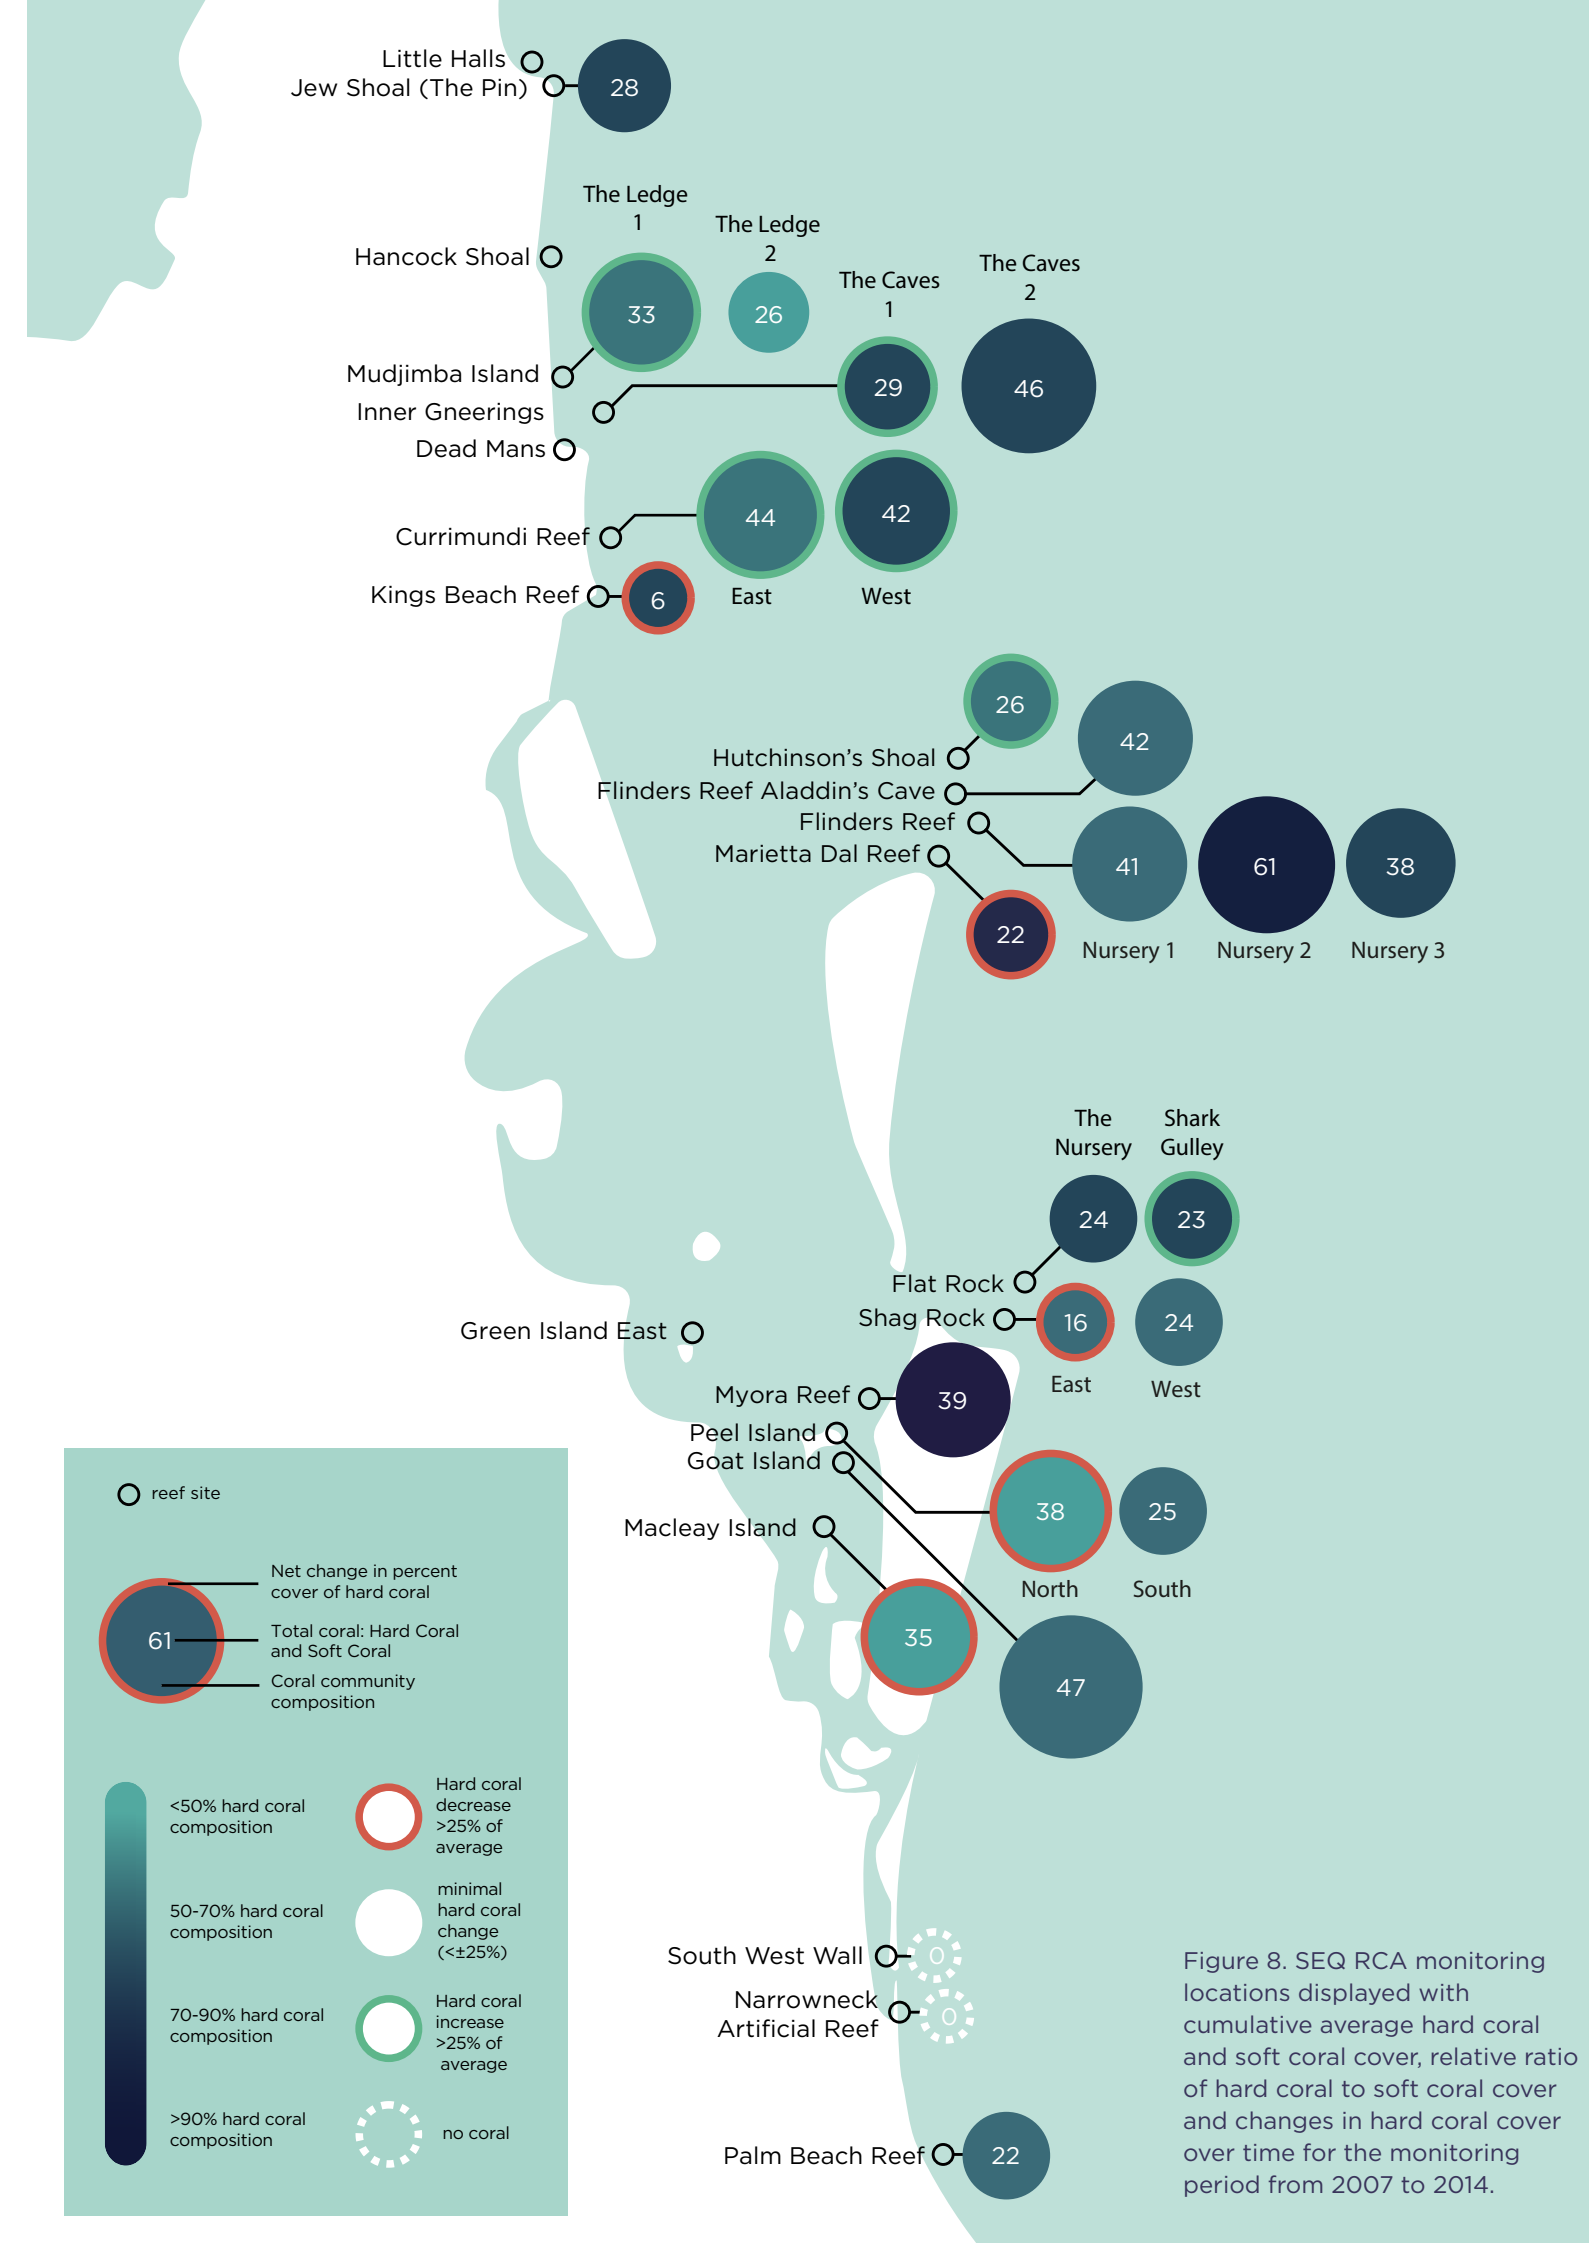 Little Halls
Jew Shoal (The Pin)
28
The Ledge
1
The Ledge
2
The Caves
1
The Caves
2
Hancock Shoal
33
26
29
46
Mudjimba Island
Inner Gneerings
Dead Mans
44
42
Currimundi Reef
Kings Beach Reef
6
East
West
26
42
Hutchinson's Shoal
Flinders Reef Aladdin's Cave
Flinders Reef
Marietta Dal Reef
41
61
38
22
Nursery 1
Nursery 2
Nursery 3
The
Nursery
Shark
Gulley
24
23
Flat Rock
Shag Rock
16
24
Green Island East
East
West
Myora Reef
39
Peel Island
Goat Island
38
25
Macleay Island
North
South
35
47
reef site
Net change in percent
cover of hard coral
61
Total coral: Hard Coral
and Soft Coral
Coral community
composition
<50% hard coral
composition
50-70% hard coral
composition
70-90% hard coral
composition
>90% hard coral
composition
Hard coral
decrease
>25% of
average
minimal
hard coral
change
(<±25%)
Hard coral
increase
>25% of
average
no coral
South West Wall
0
Narrowneck
Artificial Reef
0
Palm Beach Reef
22
Figure 8. SEQ RCA monitoring
locations displayed with
cumulative average hard coral
and soft coral cover, relative ratio
of hard coral to soft coral cover
and changes in hard coral cover
over time for the monitoring
period from 2007 to 2014.